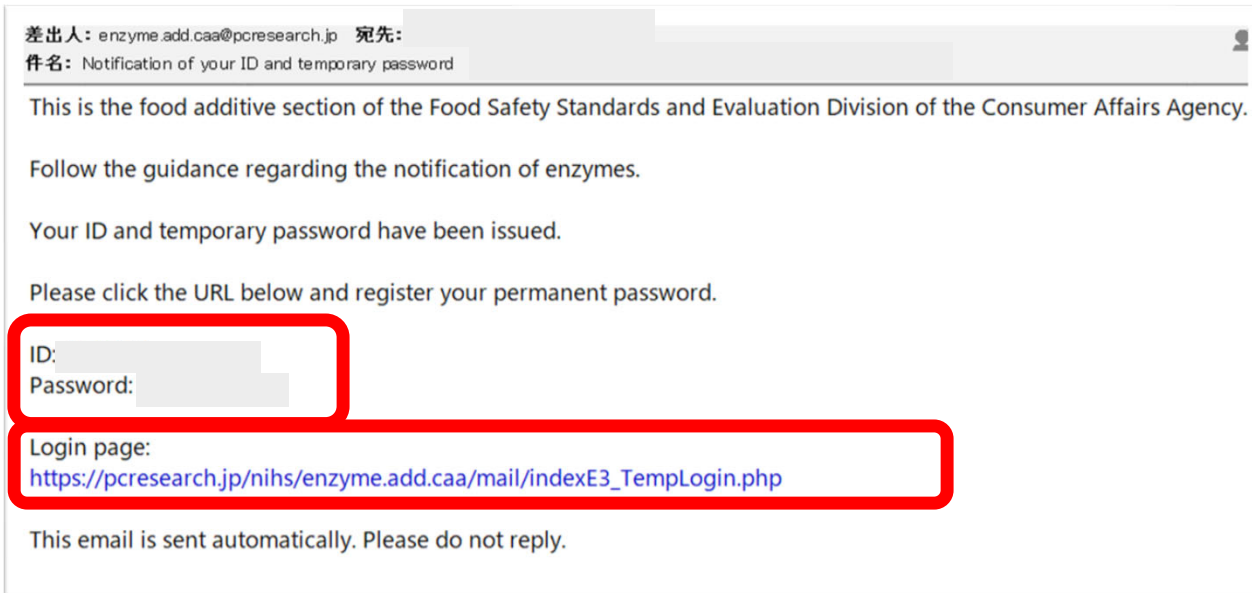 差出人: enzyme.add.caa@pcresearch.jp 宛先:
件名: Notification of your ID and temporary password
This is the food additive section of the Food Safety Standards and Evaluation Division of the Consumer Affairs Agency.
Follow the guidance regarding the notification of enzymes.
Your ID and temporary password have been issued.
Please click the URL below and register your permanent password.
ID:
Password:
Login page:
https://pcresearch.jp/nihs/enzyme.add.caa/mail/indexE3_TempLogin.php
This email is sent automatically. Please do not reply.